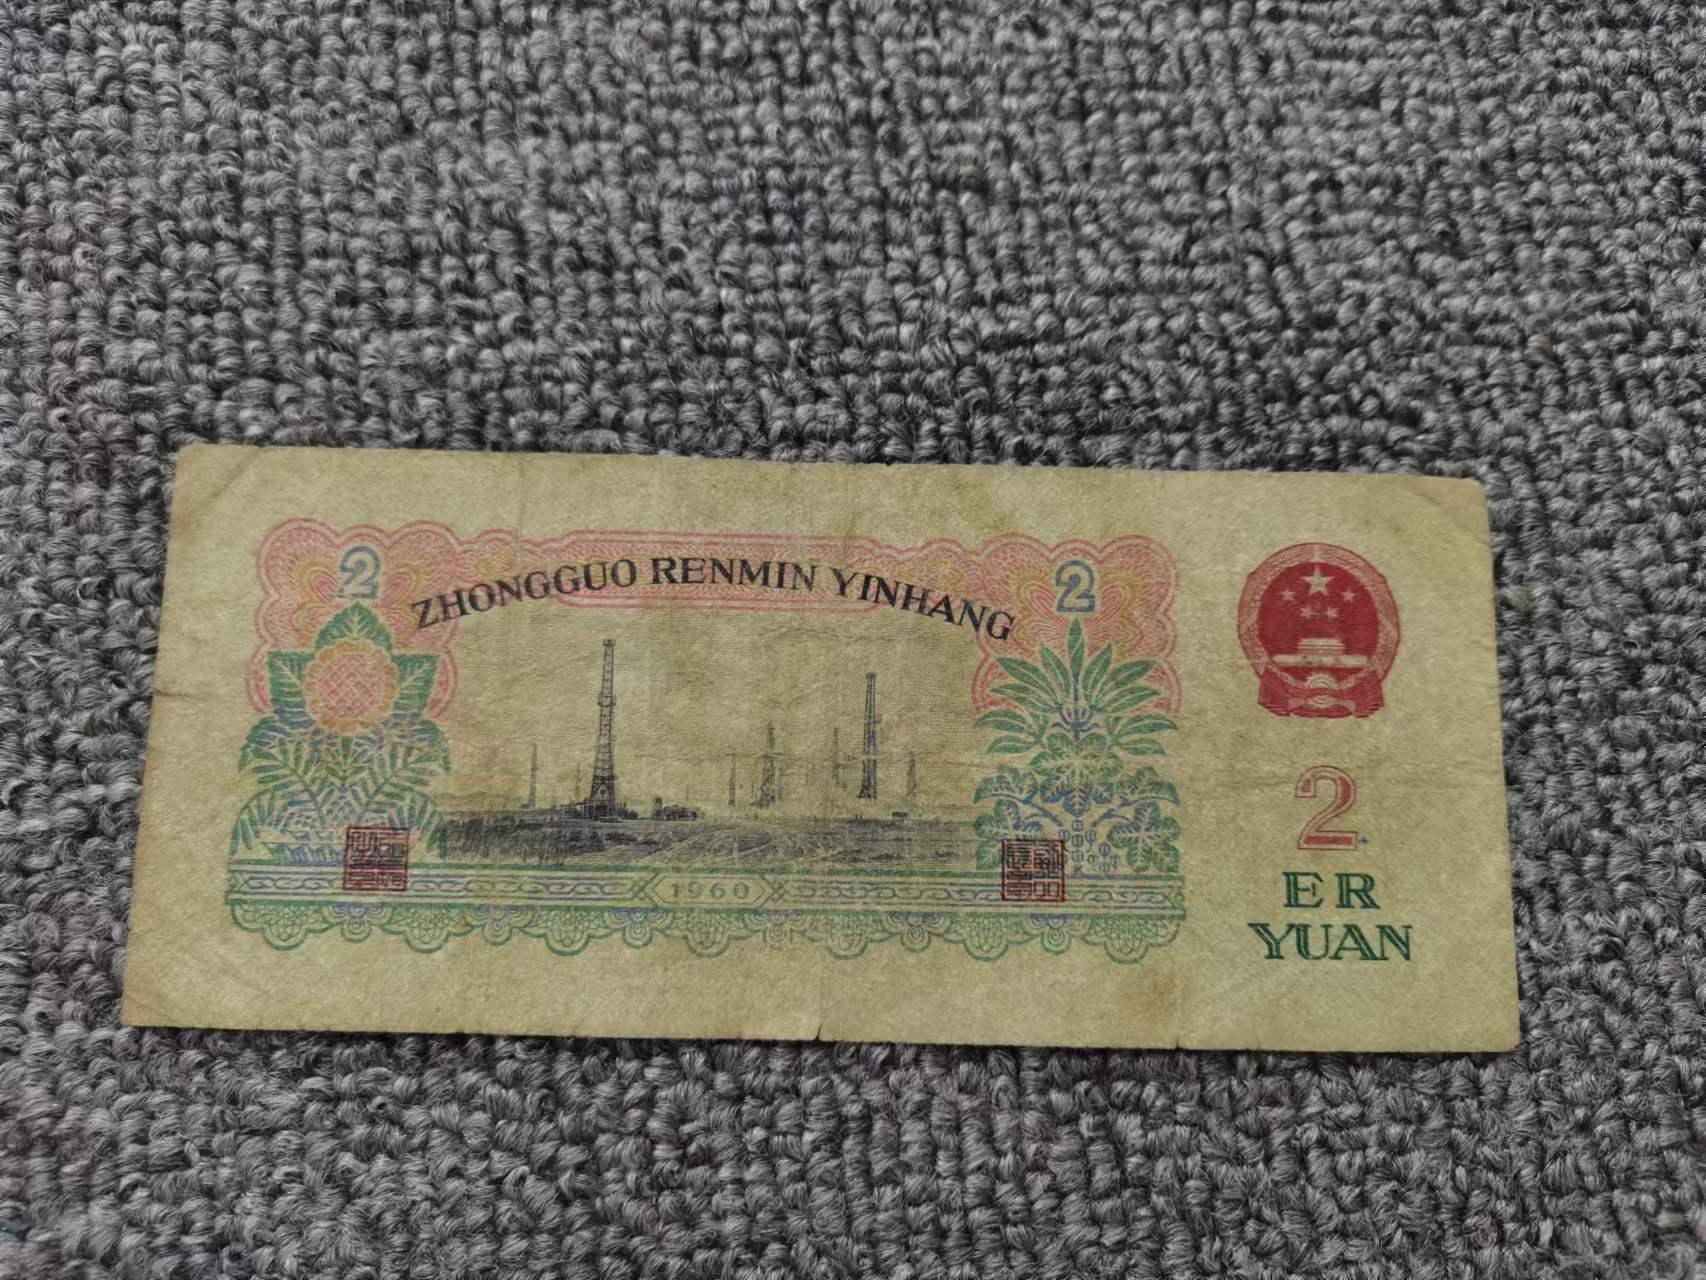 2
ZHONGGUO RENMIN YINHANG
2
1960
2
ER
YUAN